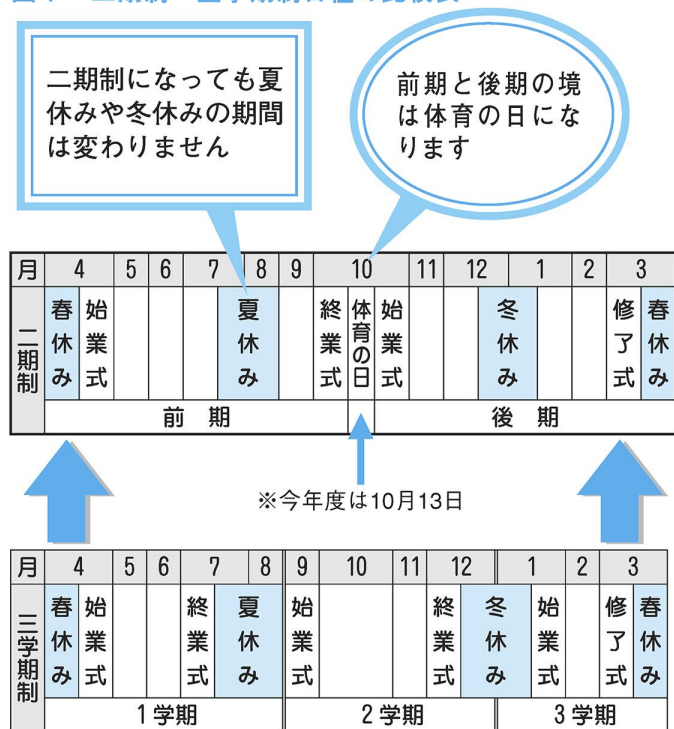 二期制になっても夏
休みや冬休みの期間
は変わりません
前期と後期の境
は体育の日にな
ります
月 4 5 6 7 8 9 10 11 12 1 2 3
二期制 春休み 始業式 夏休み 終業式 体育の日 始業式 冬休み 修了式 春休み
前期 後期
※今年度は10月13日
月 4 5 6 7 8 9 10 11 12 1 2 3
三学期制 春休み 始業式 終業式 夏休み 始業式 終業式 冬休み 始業式 修了式 春休み
1学期 2学期 3学期